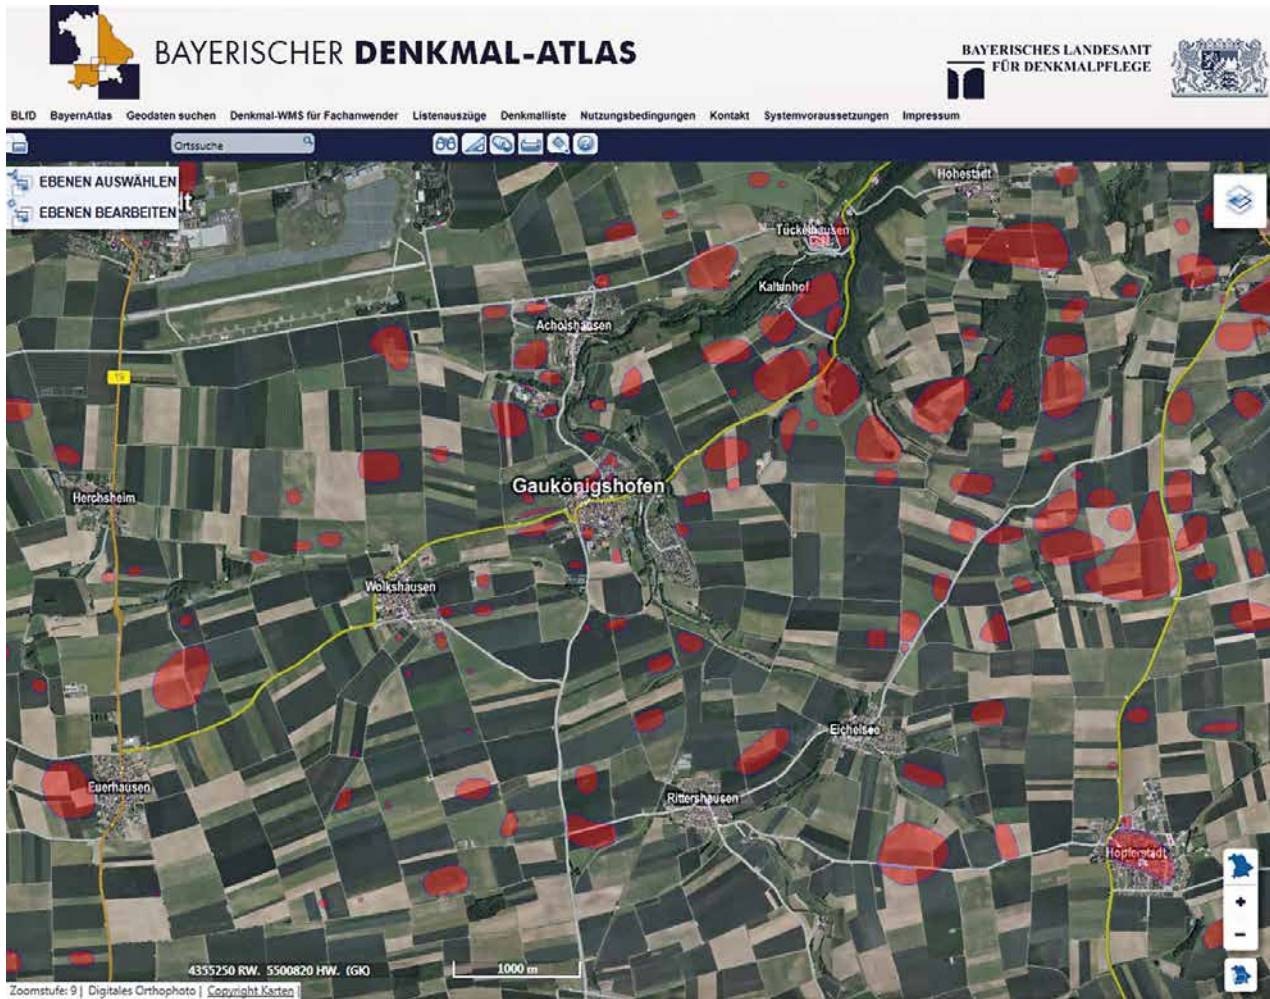 BAYERISCHER DENKMAL-ATLAS
BAYERISCHES LANDESAMT
FÜR DENKMALPFLEGE
BLfD BayernAtlas Geodaten suchen Denkmal-WMS für Fachanwender Listenauszüge Denkmalliste Nutzungsbedingungen Kontakt Systemvoraussetzungen Impressum
Ortssuche
EBENEN AUSWÄHLEN
EBENEN BEARBEITEN
Hohestadt
Tückelhausen
Kaltenhof
Acholshausen
19
Gaukönigshofen
Herchsheim
Wolkshausen
Eichelsee
Euerhausen
Rittershausen
Hopferstadt
+
−
4355250 RW. 5500820 HW. (GK)
1000 m
Zoomstufe: 9 | Digitales Orthophoto | Copyright Karten |